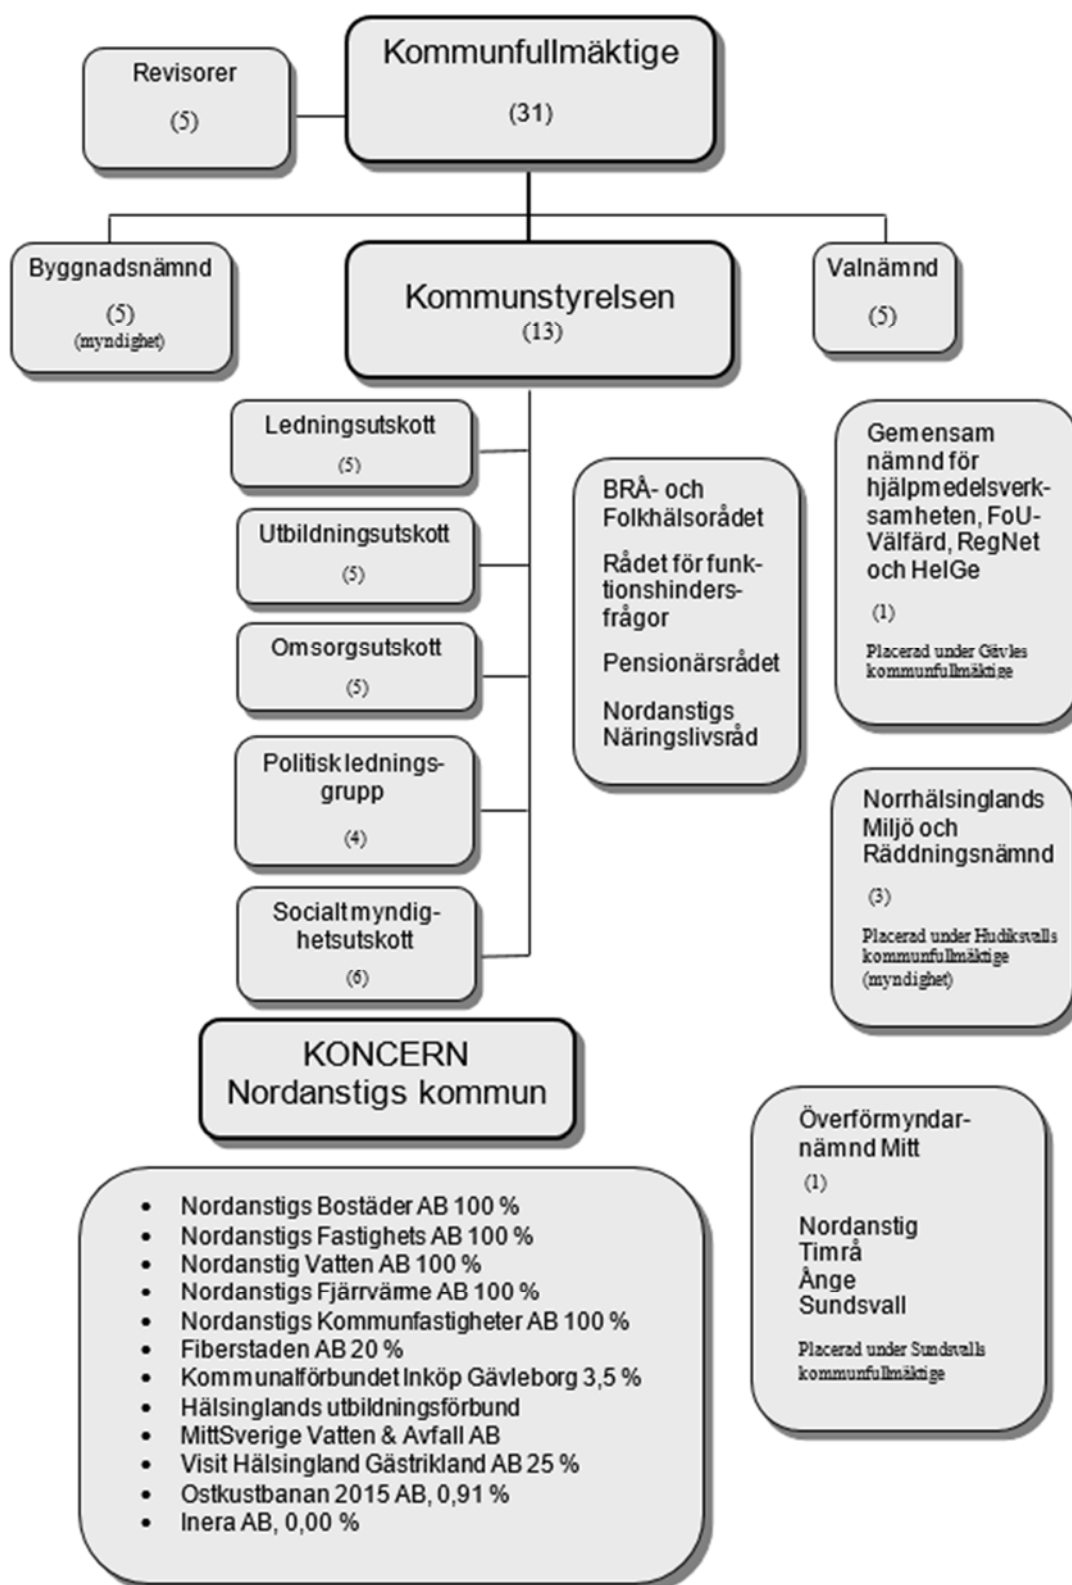 Kommunfullmäktige
(31)
Revisorer
(5)
Byggnadsnämnd
(5)
(myndighet)
Kommunstyrelsen
(13)
Valnämnd
(5)
Ledningsutskott
(5)
Utbildningsutskott
(5)
Omsorgsutskott
(5)
Politisk lednings-
grupp
(4)
Socialt myndig-
hetsutskott
(6)
BRÅ- och
Folkhälsorådet
Rådet för funk-
tionshinders-
frågor
Pensionärsrådet
Nordanstigs
Näringslivsråd
Gemensam
nämnd för
hjälpmedelsverk-
samheten, FoU-
Välfärd, RegNet
och HelGe
(1)
Placerad under Gävles
kommunfullmäktige
Norrhälsinglands
Miljö och
Räddningsnämnd
(3)
Placerad under Hudiksvalls
kommunfullmäktige
(myndighet)
KONCERN
Nordanstigs kommun
Överförmyndar-
nämnd Mitt
(1)
Nordanstig
Timrå
Ånge
Sundsvall
Placerad under Sundsvalls
kommunfullmäktige
• Nordanstigs Bostäder AB 100 %
• Nordanstigs Fastighets AB 100 %
• Nordanstig Vatten AB 100 %
• Nordanstigs Fjärrvärme AB 100 %
• Nordanstigs Kommunfastigheter AB 100 %
• Fiberstaden AB 20 %
• Kommunalförbundet Inköp Gävleborg 3,5 %
• Hälsinglands utbildningsförbund
• MittSverige Vatten & Avfall AB
• Visit Hälsingland Gästrikland AB 25 %
• Ostkustbanan 2015 AB, 0,91 %
• Inera AB, 0,00 %